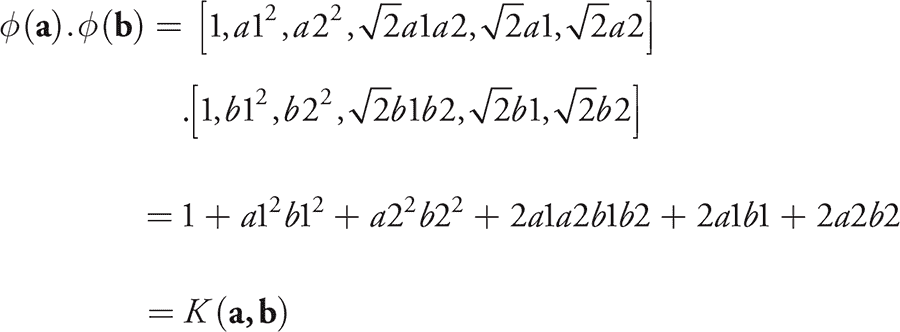 ϕ(a).ϕ(b) = [1, a1², a2², √2a1a2, √2a1, √2a2]
.[1, b1², b2², √2b1b2, √2b1, √2b2]
= 1 + a1²b1² + a2²b2² + 2a1a2b1b2 + 2a1b1 + 2a2b2
= K(a,b)